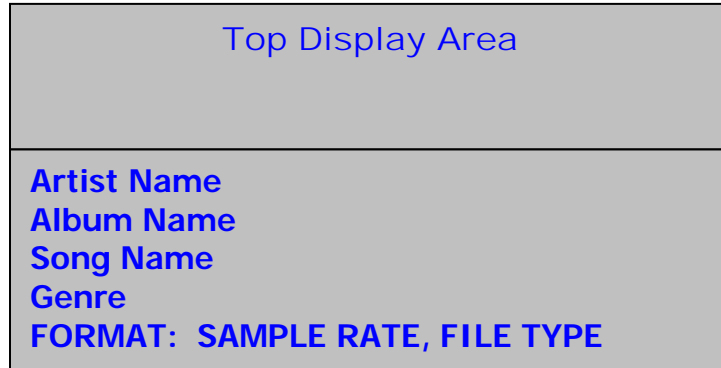 Top Display Area
Artist Name
Album Name
Song Name
Genre
FORMAT:  SAMPLE RATE, FILE TYPE